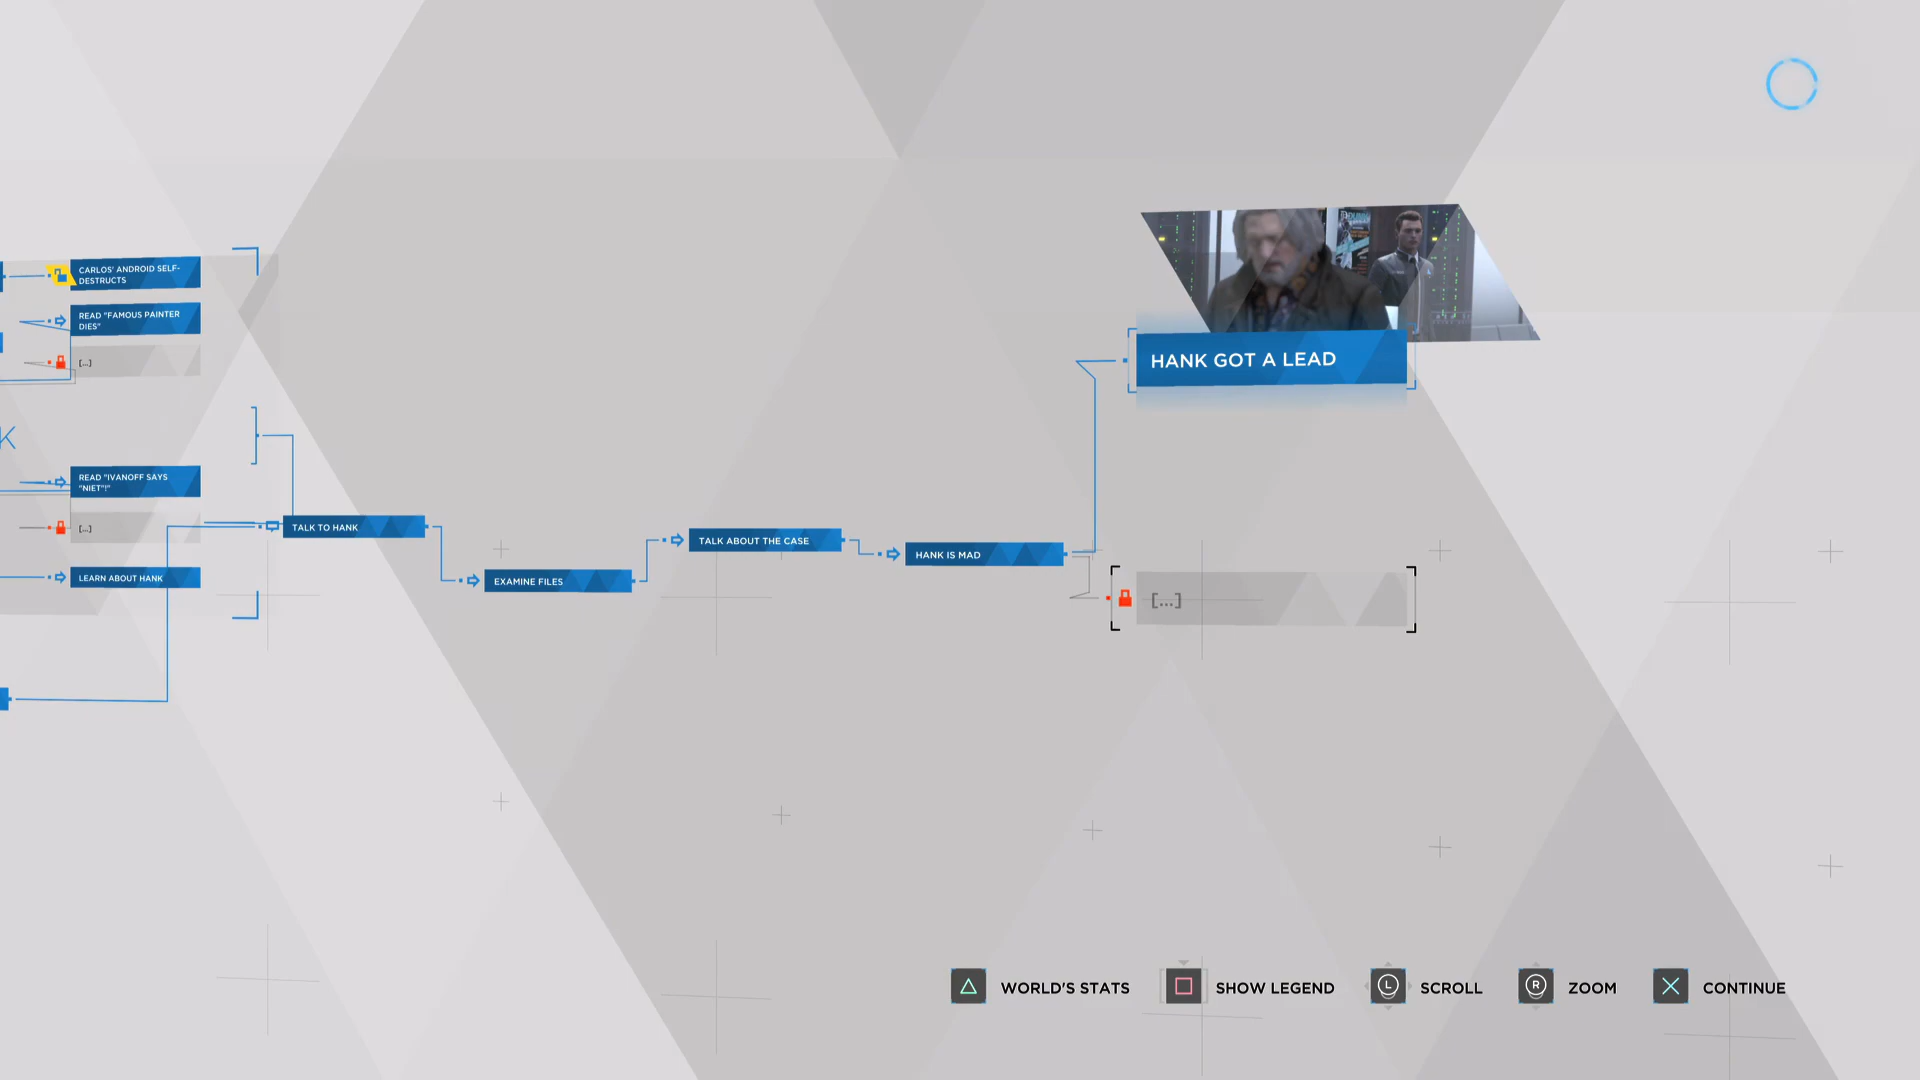 CARLOS' ANDROID SELF-
DESTRUCTS
READ "FAMOUS PAINTER
DIES"
[...]
K
READ "IVANOFF SAYS
"NIET"!"
[...]
LEARN ABOUT HANK
TALK TO HANK
EXAMINE FILES
TALK ABOUT THE CASE
HANK IS MAD
HANK GOT A LEAD
[...]
WORLD'S STATS
SHOW LEGEND
L
SCROLL
R
ZOOM
CONTINUE